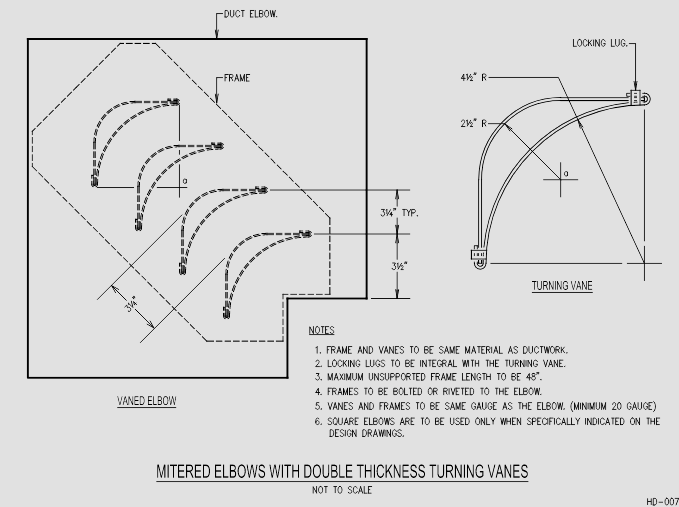 DUCT ELBOW.
FRAME
a
3¼" TYP.
3½"
3¼"
VANED ELBOW
LOCKING LUG.
4½" R
2½" R
a
TURNING VANE
NOTES
1. FRAME AND VANES TO BE SAME MATERIAL AS DUCTWORK.
2. LOCKING LUGS TO BE INTEGRAL WITH THE TURNING VANE.
3. MAXIMUM UNSUPPORTED FRAME LENGTH TO BE 48".
4. FRAMES TO BE BOLTED OR RIVETED TO THE ELBOW.
5. VANES AND FRAMES TO BE SAME GAUGE AS THE ELBOW. (MINIMUM 20 GAUGE)
6. SQUARE ELBOWS ARE TO BE USED ONLY WHEN SPECIFICALLY INDICATED ON THE
DESIGN DRAWINGS.
MITERED ELBOWS WITH DOUBLE THICKNESS TURNING VANES
NOT TO SCALE
HD-007